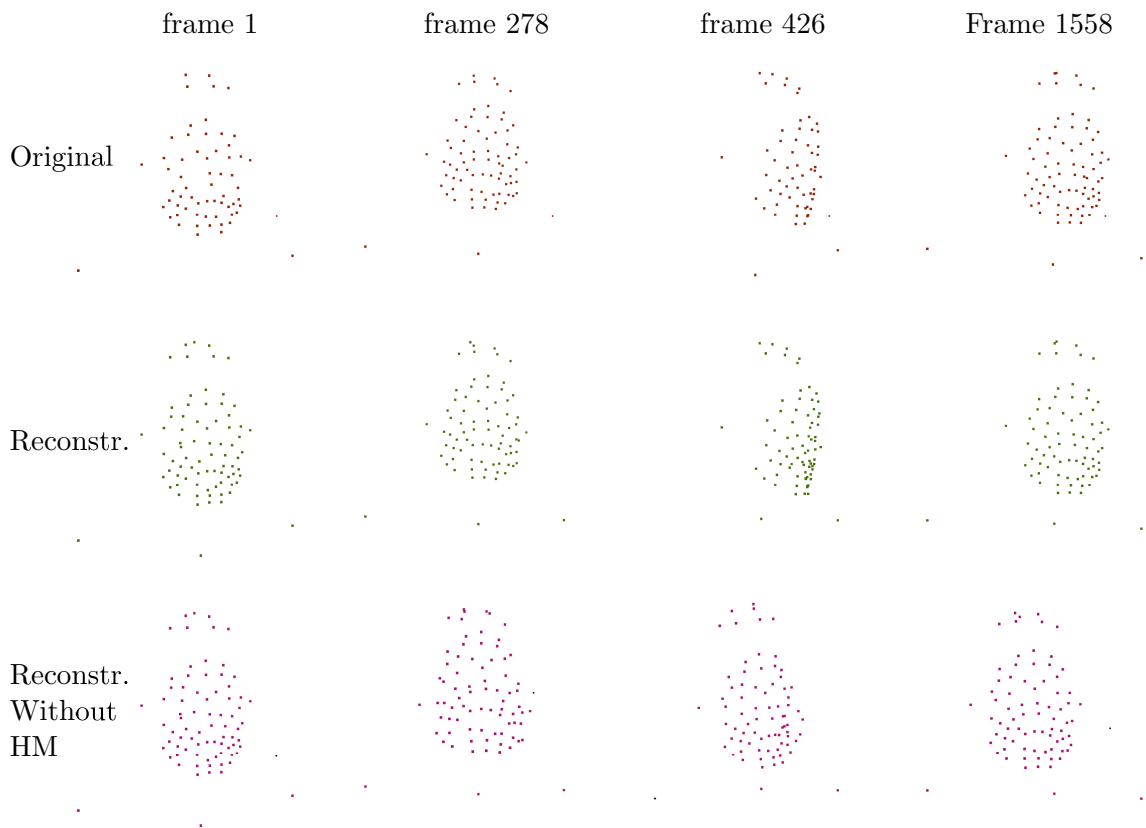 frame 1 frame 278 frame 426 Frame 1558
Original
Reconstr.
Reconstr.
Without
HM